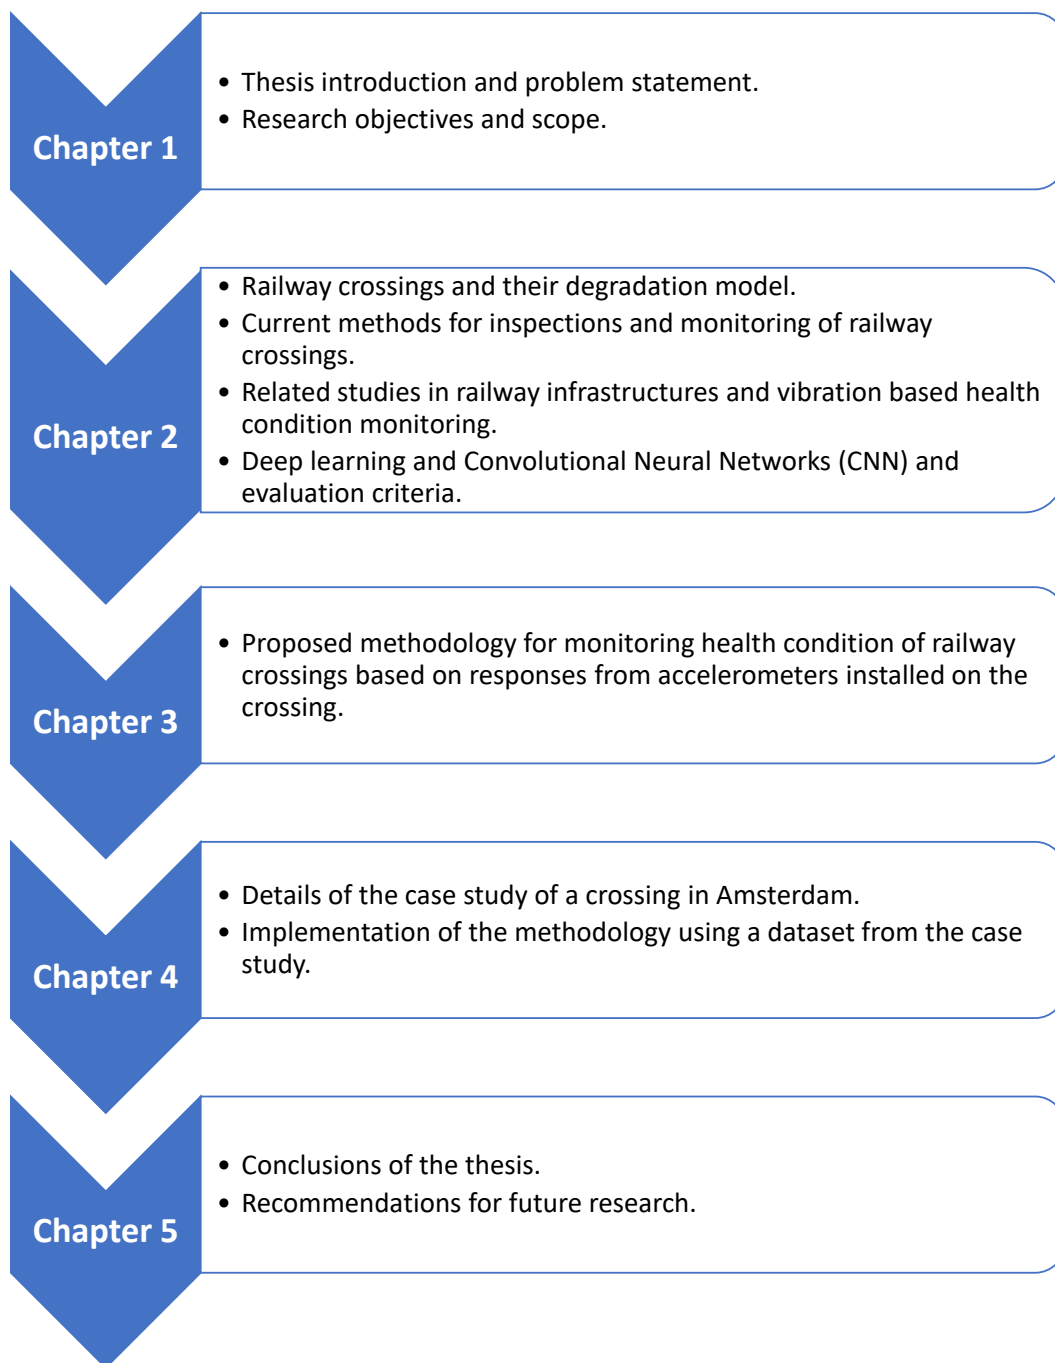 Chapter 1
• Thesis introduction and problem statement.
• Research objectives and scope.
Chapter 2
• Railway crossings and their degradation model.
• Current methods for inspections and monitoring of railway
crossings.
• Related studies in railway infrastructures and vibration based health
condition monitoring.
• Deep learning and Convolutional Neural Networks (CNN) and
evaluation criteria.
Chapter 3
• Proposed methodology for monitoring health condition of railway
crossings based on responses from accelerometers installed on the
crossing.
Chapter 4
• Details of the case study of a crossing in Amsterdam.
• Implementation of the methodology using a dataset from the case
study.
Chapter 5
• Conclusions of the thesis.
• Recommendations for future research.